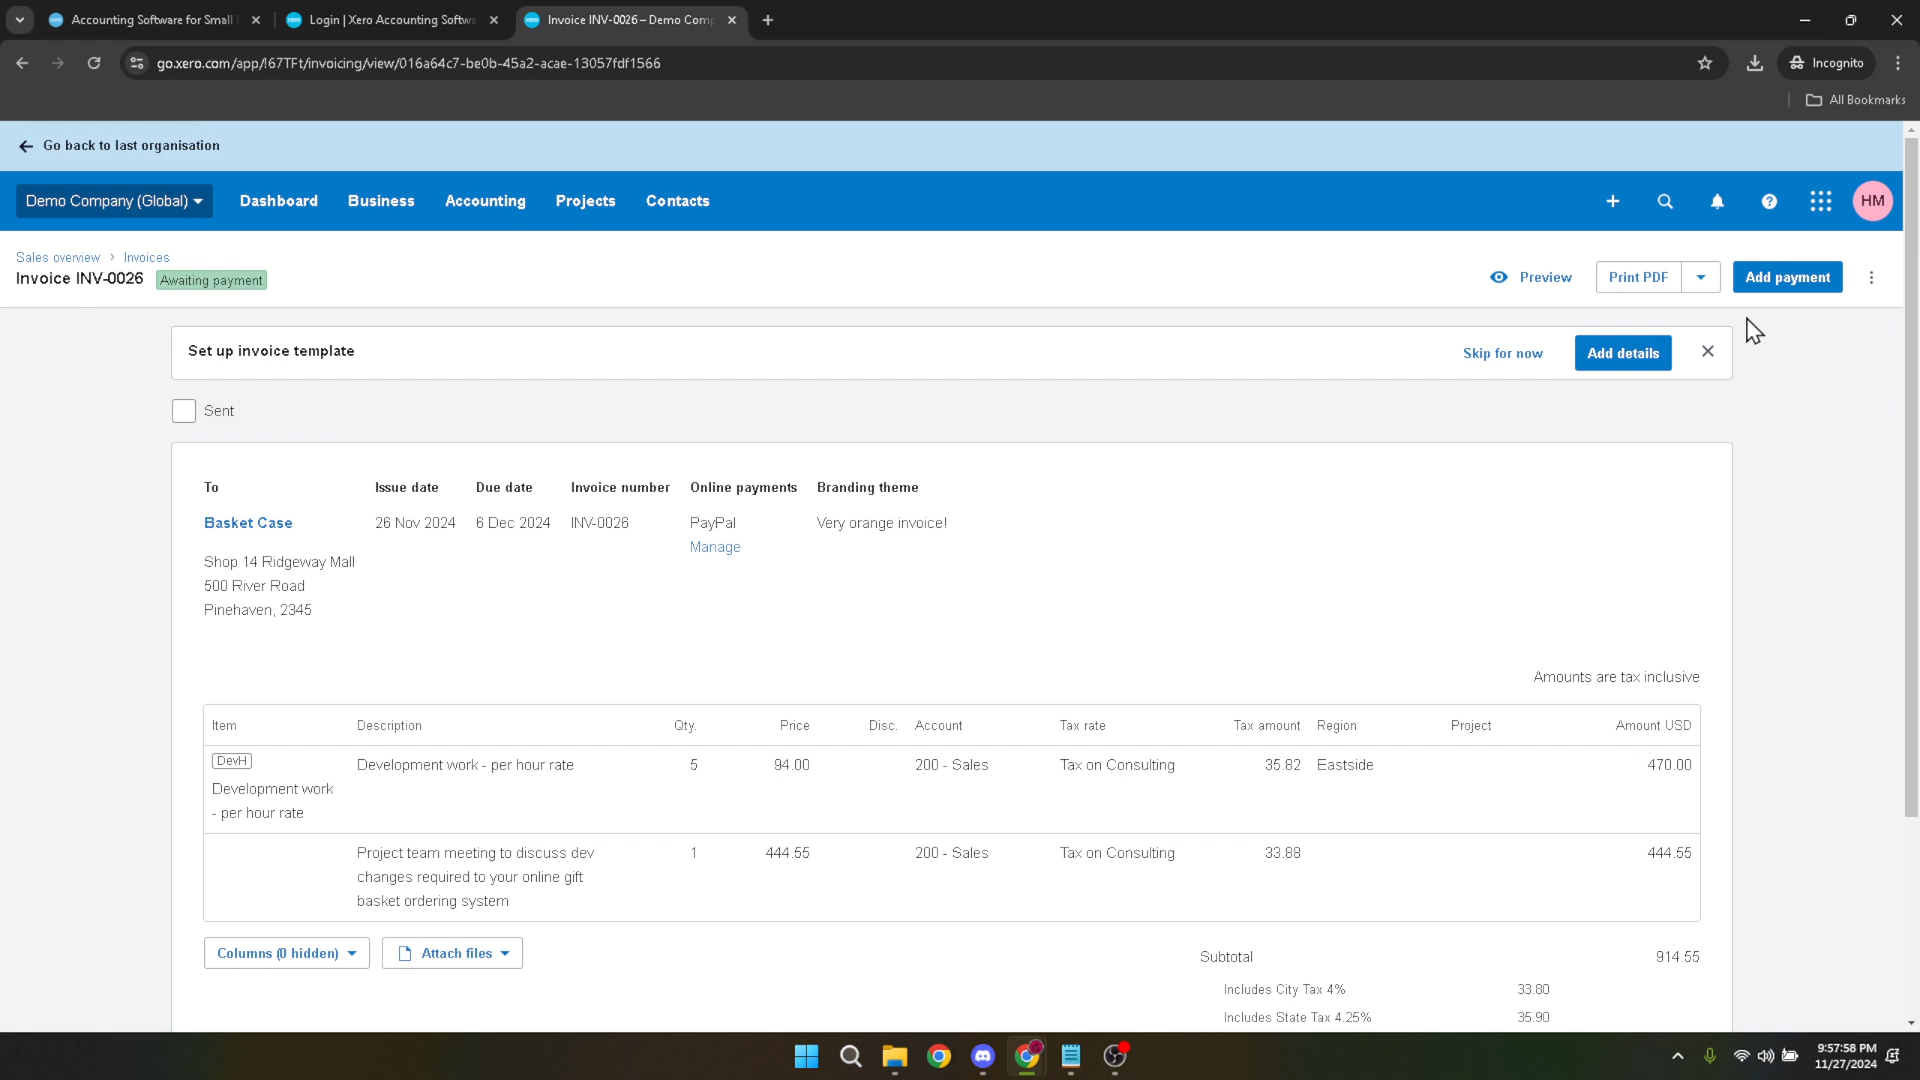 Accounting Software for Small
Login | Xero Accounting Softwa
Invoice INV-0026 – Demo Comp
go.xero.com/app/!67TFt/invoicing/view/016a64c7-be0b-45a2-acae-13057fdf1566
Incognito
All Bookmarks
Go back to last organisation
Demo Company (Global) Dashboard Business Accounting Projects Contacts
HM
Sales overview > Invoices
Invoice INV-0026 Awaiting payment
Preview Print PDF Add payment
Set up invoice template
Skip for now Add details
Sent
To Issue date Due date Invoice number Online payments Branding theme
Basket Case 26 Nov 2024 6 Dec 2024 INV-0026 PayPal Very orange invoice!
Manage
Shop 14 Ridgeway Mall
500 River Road
Pinehaven, 2345
Amounts are tax inclusive
Item Description Qty. Price Disc. Account Tax rate Tax amount Region Project Amount USD
DevH
Development work - per hour rate 5 94.00 200 - Sales Tax on Consulting 35.82 Eastside 470.00
Development work
- per hour rate
Project team meeting to discuss dev 1 444.55 200 - Sales Tax on Consulting 33.88 444.55
changes required to your online gift
basket ordering system
Columns (0 hidden) Attach files
Subtotal 914.55
Includes City Tax 4% 33.80
Includes State Tax 4.25% 35.90
9:57:58 PM
11/27/2024